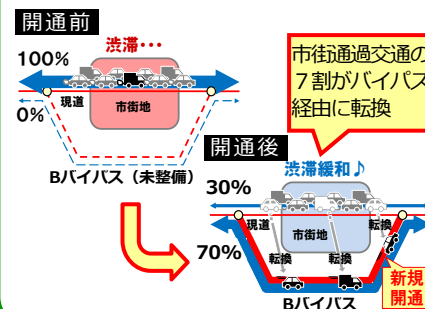 開通前
渋滞･･･
100%
現道
市街地
0%
Bバイパス（未整備）
市街通過交通の
７割がバイパス
経由に転換
開通後
渋滞緩和♪
30%
現道
市街地
転換
70%
転換
転換
新規
開通
Bバイパス